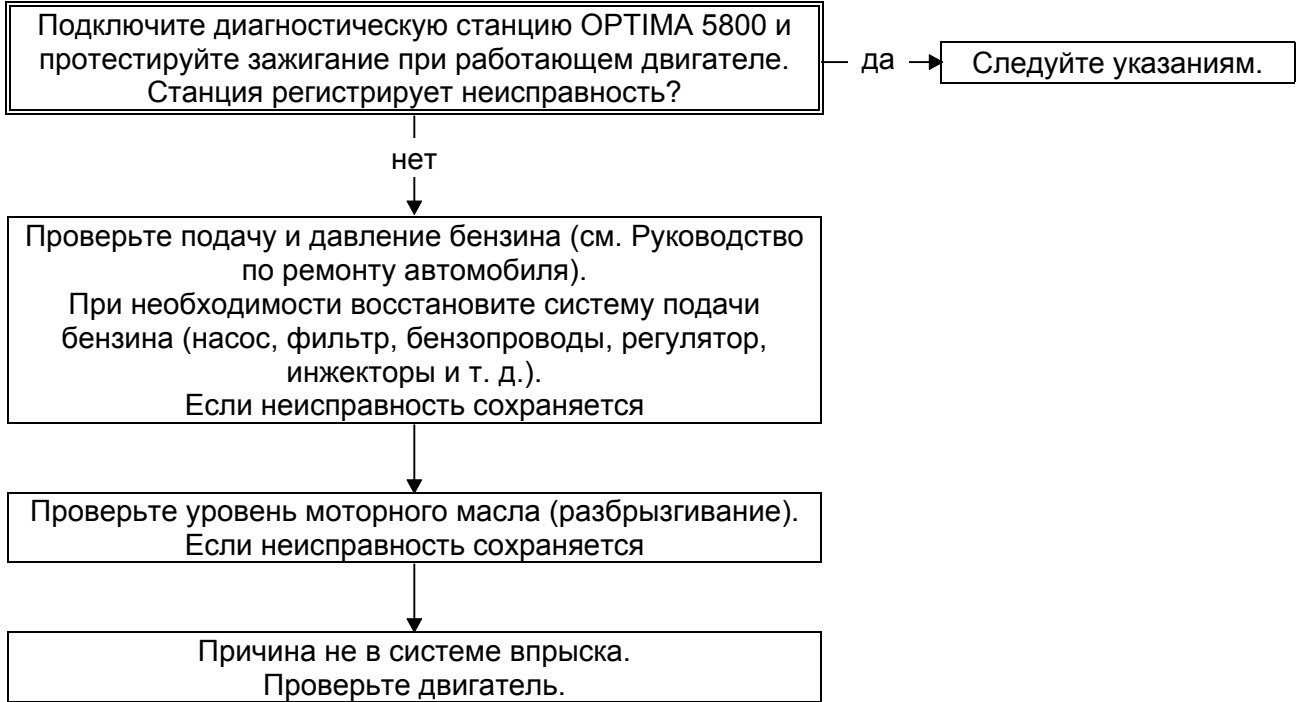 Подключите диагностическую станцию OPTIMA 5800 и
протестируйте зажигание при работающем двигателе.
Станция регистрирует неисправность?
да
Следуйте указаниям.
нет
Проверьте подачу и давление бензина (см. Руководство
по ремонту автомобиля).
При необходимости восстановите систему подачи
бензина (насос, фильтр, бензопроводы, регулятор,
инжекторы и т. д.).
Если неисправность сохраняется
Проверьте уровень моторного масла (разбрызгивание).
Если неисправность сохраняется
Причина не в системе впрыска.
Проверьте двигатель.